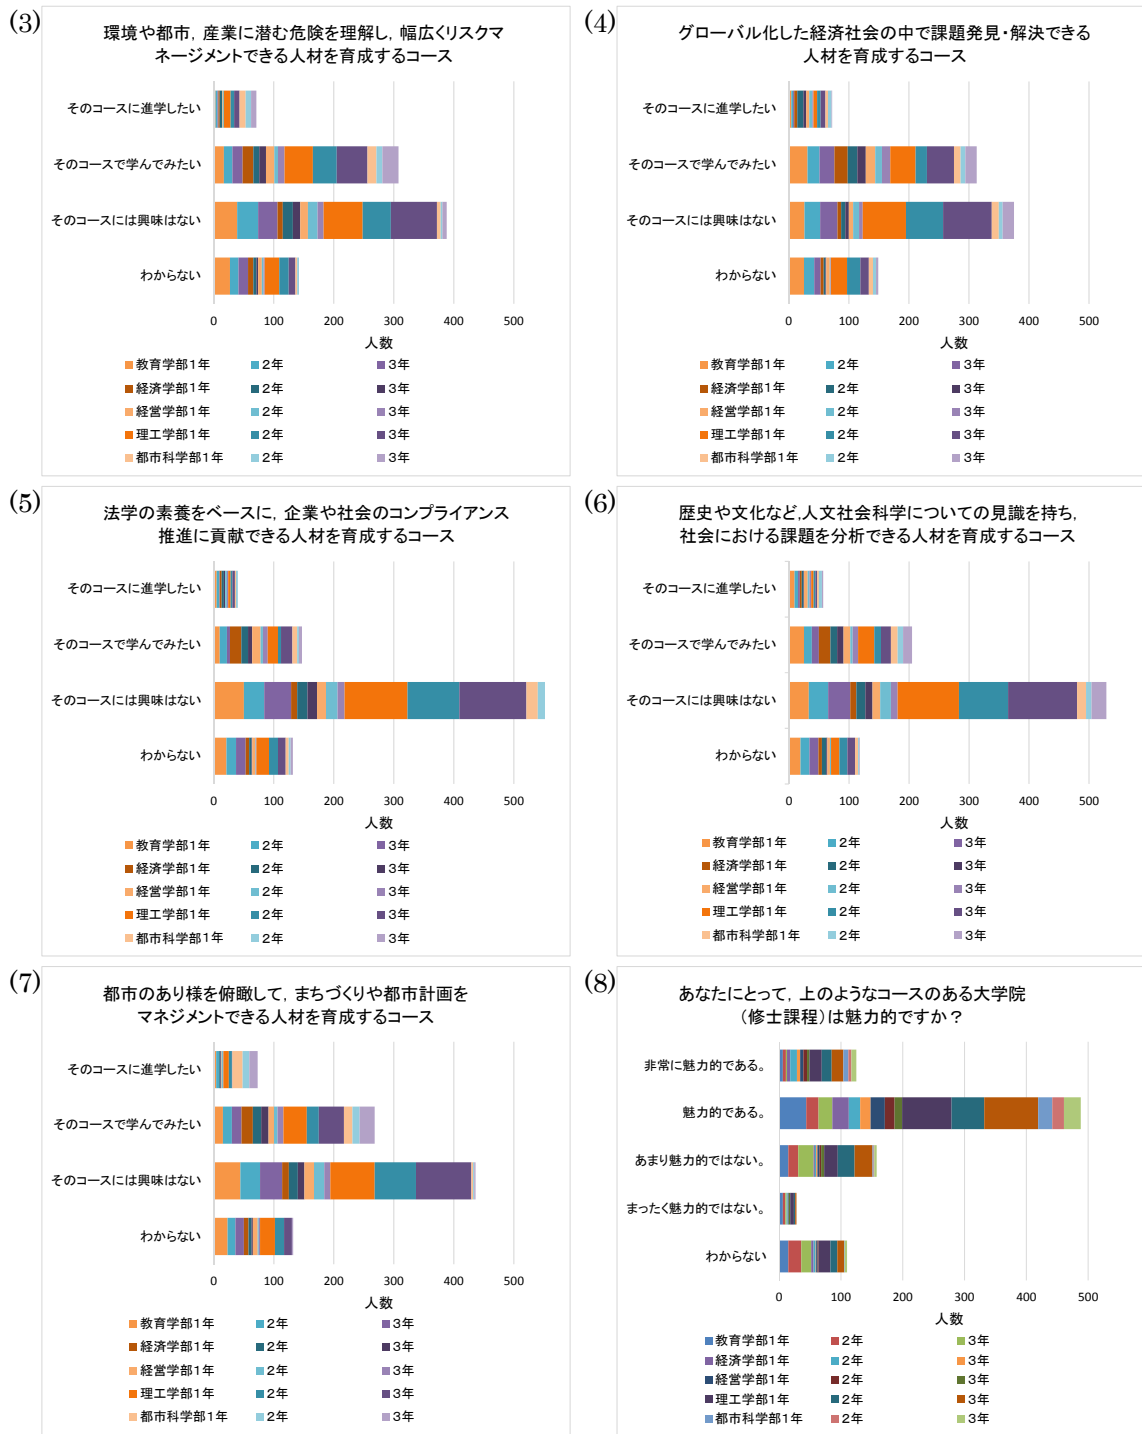 (3)
環境や都市，産業に潜む危険を理解し，幅広くリスクマ
ネージメントできる人材を育成するコース
そのコースに進学したい
そのコースで学んでみたい
そのコースには興味はない
わからない
0 100 200 300 400 500
人数
教育学部1年 2年 3年
経済学部1年 2年 3年
経営学部1年 2年 3年
理工学部1年 2年 3年
都市科学部1年 2年 3年
(4)
グローバル化した経済社会の中で課題発見・解決できる
人材を育成するコース
そのコースに進学したい
そのコースで学んでみたい
そのコースには興味はない
わからない
0 100 200 300 400 500
人数
教育学部1年 2年 3年
経済学部1年 2年 3年
経営学部1年 2年 3年
理工学部1年 2年 3年
都市科学部1年 2年 3年
(5)
法学の素養をベースに，企業や社会のコンプライアンス
推進に貢献できる人材を育成するコース
そのコースに進学したい
そのコースで学んでみたい
そのコースには興味はない
わからない
0 100 200 300 400 500
人数
教育学部1年 2年 3年
経済学部1年 2年 3年
経営学部1年 2年 3年
理工学部1年 2年 3年
都市科学部1年 2年 3年
(6)
歴史や文化など,人文社会科学についての見識を持ち,
社会における課題を分析できる人材を育成するコース
そのコースに進学したい
そのコースで学んでみたい
そのコースには興味はない
わからない
0 100 200 300 400 500
人数
教育学部1年 2年 3年
経済学部1年 2年 3年
経営学部1年 2年 3年
理工学部1年 2年 3年
都市科学部1年 2年 3年
(7)
都市のあり様を俯瞰して，まちづくりや都市計画を
マネジメントできる人材を育成するコース
そのコースに進学したい
そのコースで学んでみたい
そのコースには興味はない
わからない
0 100 200 300 400 500
人数
教育学部1年 2年 3年
経済学部1年 2年 3年
経営学部1年 2年 3年
理工学部1年 2年 3年
都市科学部1年 2年 3年
(8)
あなたにとって，上のようなコースのある大学院
（修士課程）は魅力的ですか？
非常に魅力的である。
魅力的である。
あまり魅力的ではない。
まったく魅力的ではない。
わからない
0 100 200 300 400 500
人数
教育学部1年 2年 3年
経済学部1年 2年 3年
経営学部1年 2年 3年
理工学部1年 2年 3年
都市科学部1年 2年 3年